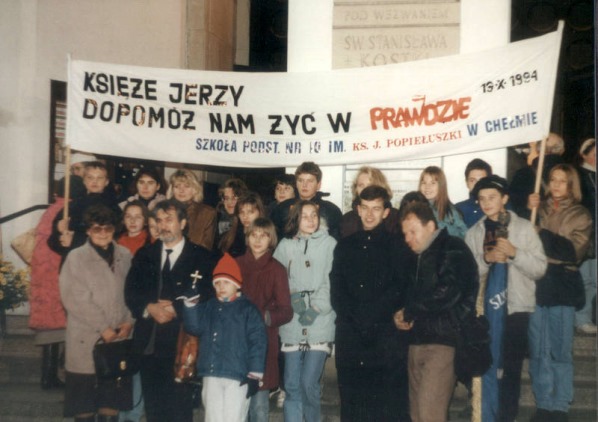 POD WEZWANIEM
ŚW. STANISŁAWA
KSIĘŻE JERZY
19.X.1994
DOPOMÓŻ NAM ŻYĆ W PRAWDZIE
SZKOŁA PODST. NR 10 IM. KS. J. POPIEŁUSZKI W CHEŁMIE